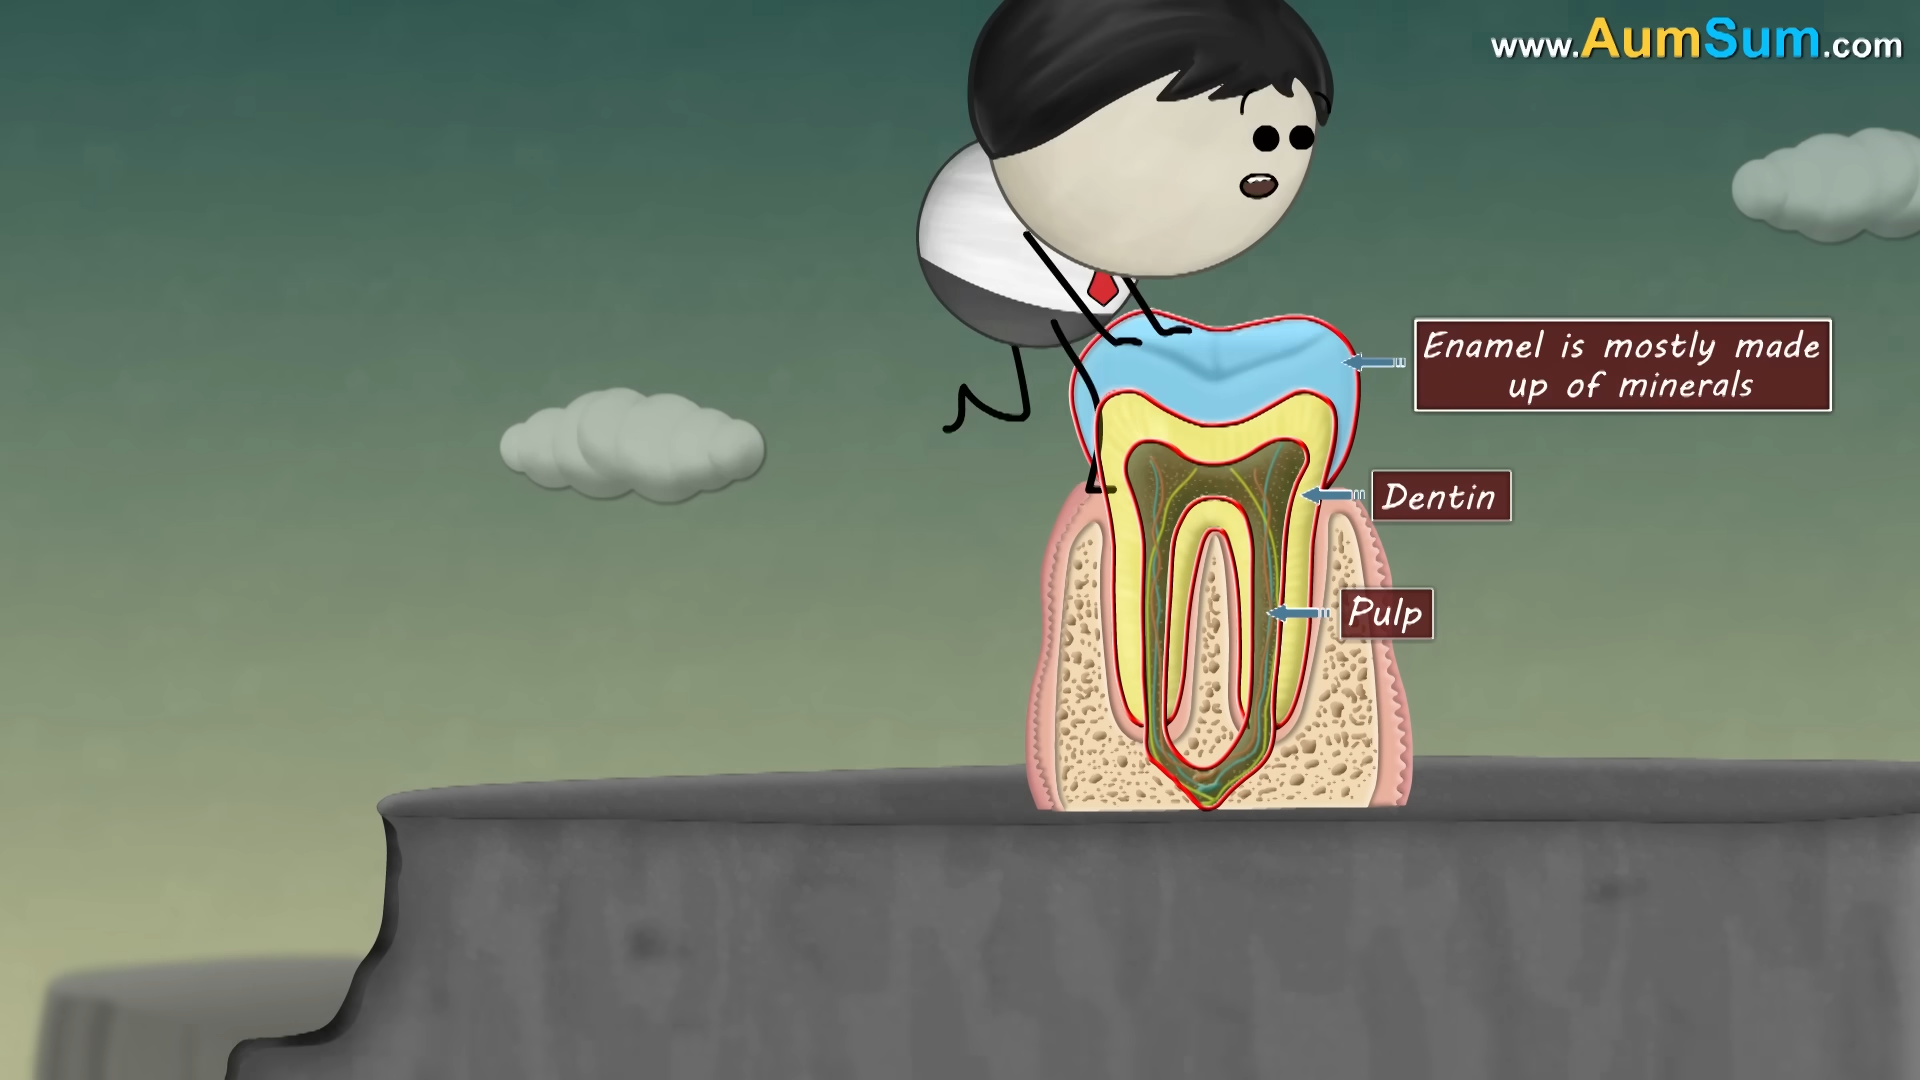 www.AumSum.com
Enamel is mostly made
up of minerals
Dentin
Pulp